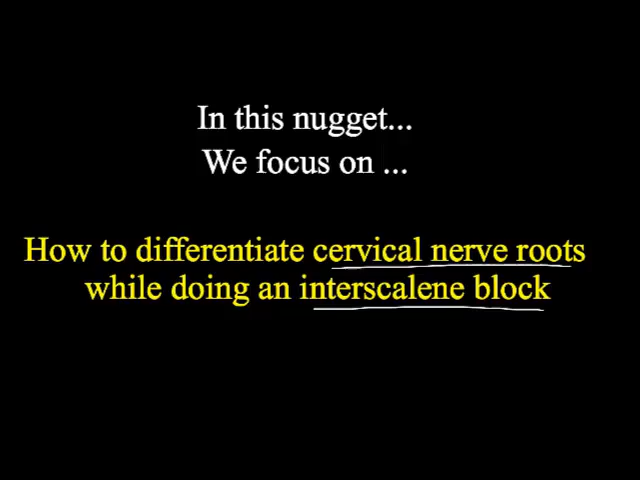 In this nugget...
We focus on ...
How to differentiate cervical nerve roots
while doing an interscalene block